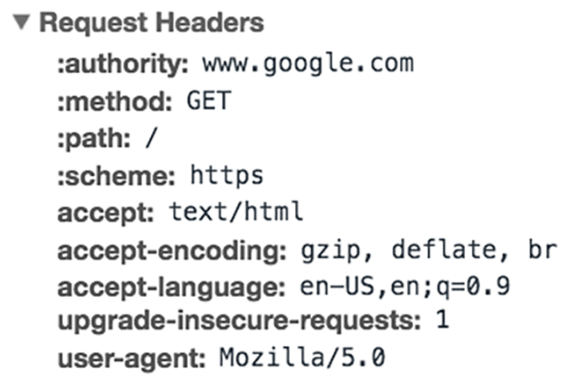 Request Headers
:authority: www.google.com
:method: GET
:path: /
:scheme: https
accept: text/html
accept-encoding: gzip, deflate, br
accept-language: en-US,en;q=0.9
upgrade-insecure-requests: 1
user-agent: Mozilla/5.0